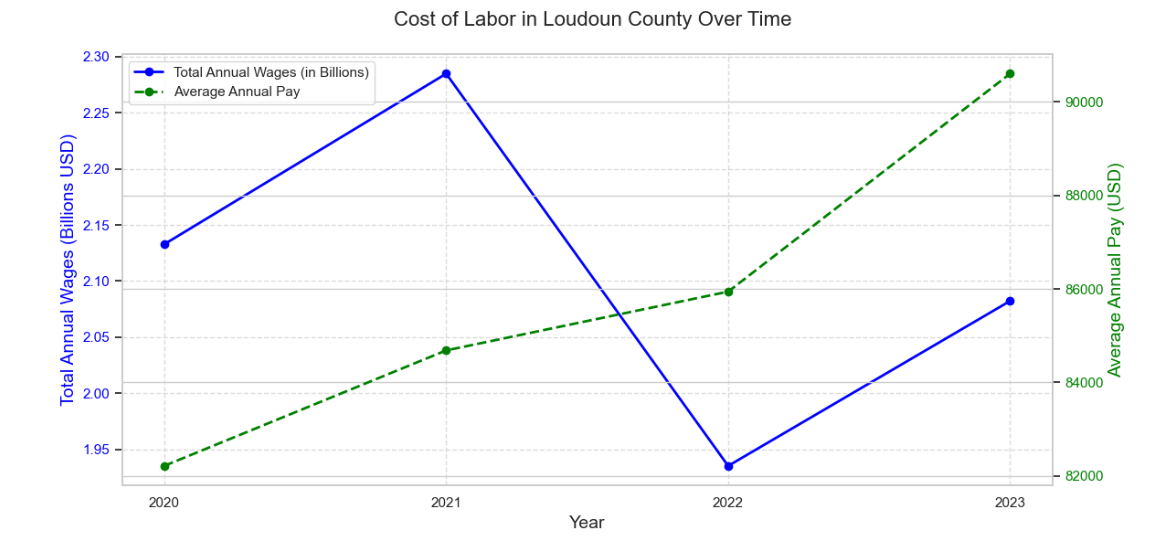 Cost of Labor in Loudoun County Over Time
Total Annual Wages (in Billions)
Average Annual Pay
Total Annual Wages (Billions USD)
2.30
2.25
2.20
2.15
2.10
2.05
2.00
1.95
90000
88000
86000
84000
82000
Average Annual Pay (USD)
2020 2021 2022 2023
Year